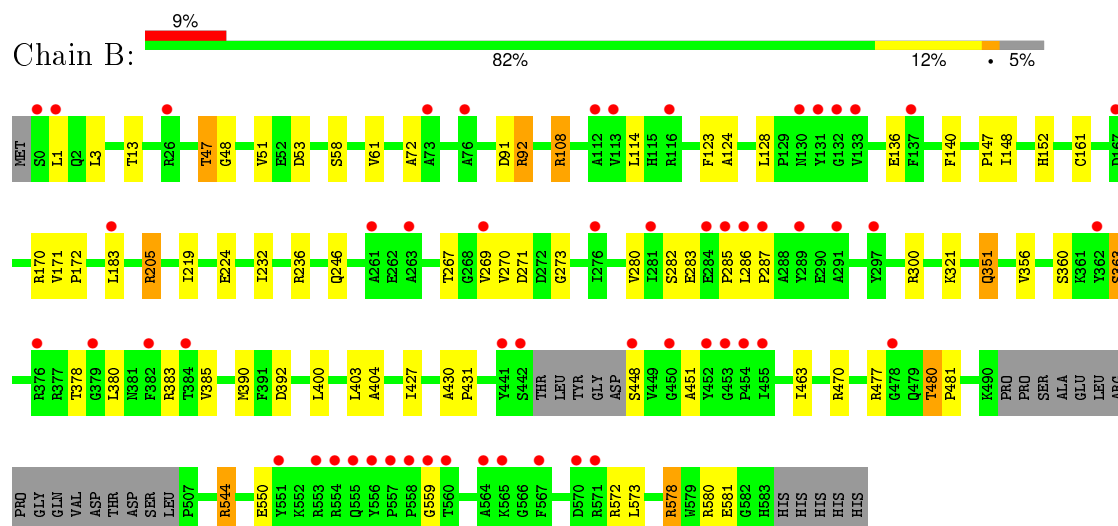 9%
Chain B:
82% 12% • 5%
MET S0 L1 Q2 L3 T13 R26 T47 G48 V51 E52 D53 S58 V61 A72 A73 A76 D91 R92 R108 A112 V113 L114 H115 R116 F123 A124 L128 P129 N130 Y131 G132 V133 E136 F137 F140 P147 I148 H152 C161 D167
R170 V171 P172 L183 R205 I219 E224 I232 R236 Q246 A261 E262 A263 T267 G268 V269 V270 D271 D272 G273 I276 V280 I281 S282 E283 E284 P285 L286 P287 A288 Y289 E290 A291 Y297 R300 K321 Q351 V356 S360 K361 Y362 S363
R376 R377 T378 G379 L380 N381 F382 R383 T384 V385 M390 F391 D392 L400 L403 A404 I427 A430 P431 Y441 S442 THR LEU TYR GLY ASP S448 V449 G450 A451 Y452 G453 P454 I455 I463 R470 R477 G478 Q479 T480 P481 K490 PRO PRO SER ALA GLU LEU ARG
PRO GLY GLN VAL ASP THR ASP SER LEU P507 R544 E550 Y551 K552 R553 R554 Q555 Y556 P557 P558 G559 T560 A564 K565 G566 F567 D570 R571 R572 L573 R578 W579 R580 E581 G582 H583 HIS HIS HIS HIS HIS